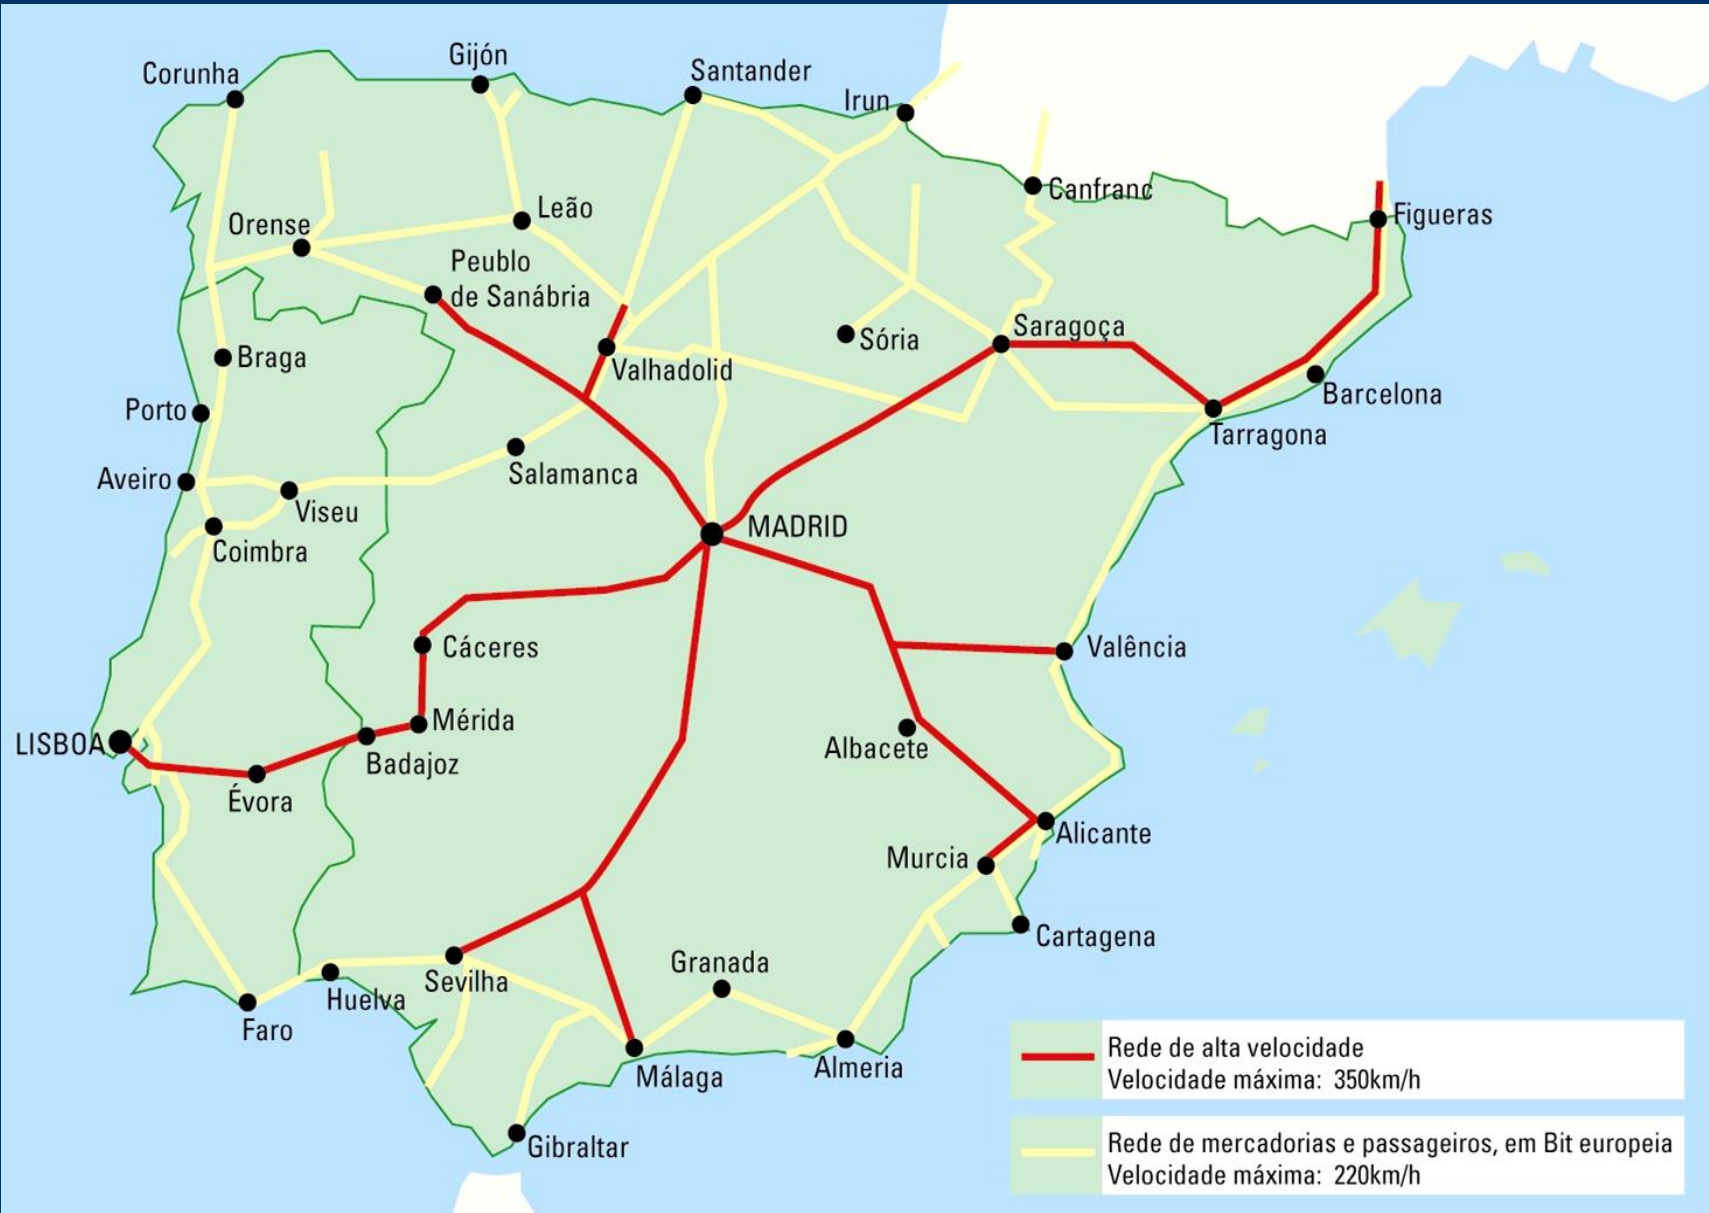 Gijón
Corunha
Santander
Irun
Canfranc
Leão
Figueras
Orense
Peublo
de Sanábria
Saragoça
Sória
Braga
Valhadolid
Barcelona
Porto
Tarragona
Aveiro
Salamanca
Viseu
MADRID
Coimbra
Cáceres
Valência
Mérida
LISBOA
Albacete
Badajoz
Évora
Alicante
Murcia
Cartagena
Granada
Sevilha
Huelva
Faro
Málaga
Almeria
Gibraltar
Rede de alta velocidade
Velocidade máxima: 350km/h
Rede de mercadorias e passageiros, em Bit europeia
Velocidade máxima: 220km/h